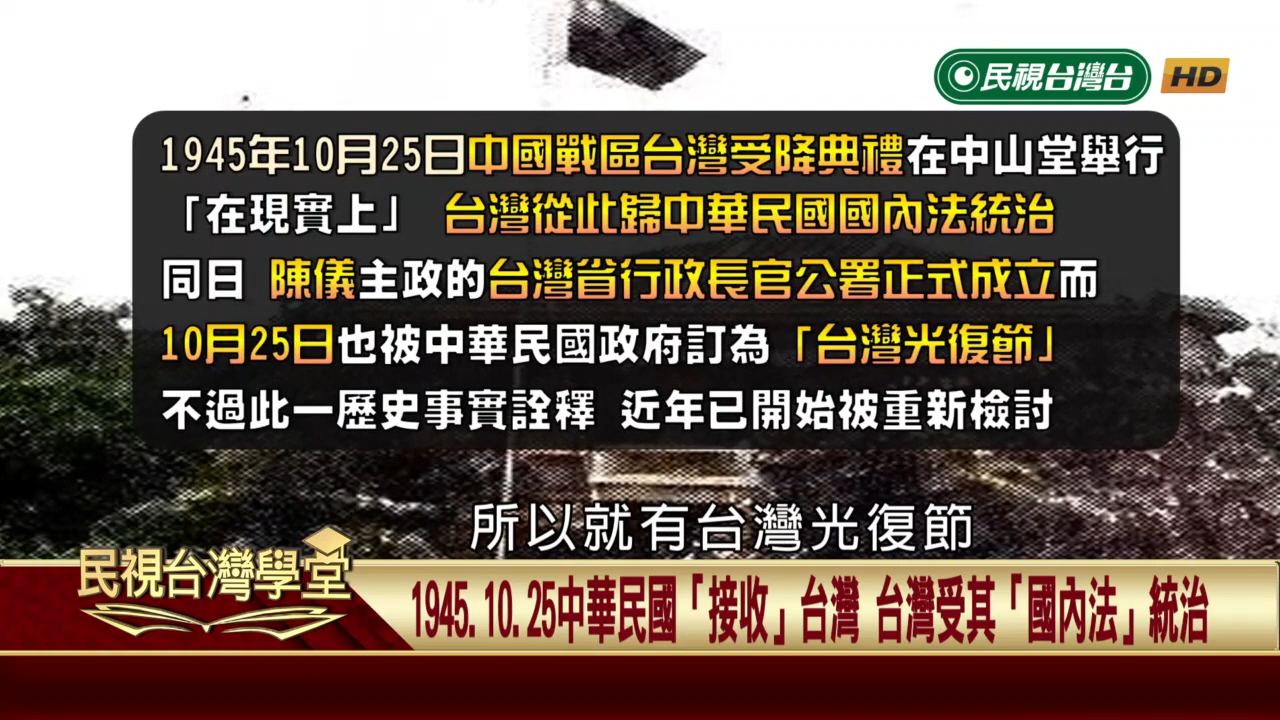 民視台灣台 HD
1945年10月25日中國戰區台灣受降典禮在中山堂舉行
「在現實上」 台灣從此歸中華民國國內法統治
同日 陳儀主政的台灣省行政長官公署正式成立而
10月25日也被中華民國政府訂為「台灣光復節」
不過此一歷史事實詮釋 近年已開始被重新檢討
所以就有台灣光復節
民視台灣學堂
1945.10.25中華民國「接收」台灣 台灣受其「國內法」統治